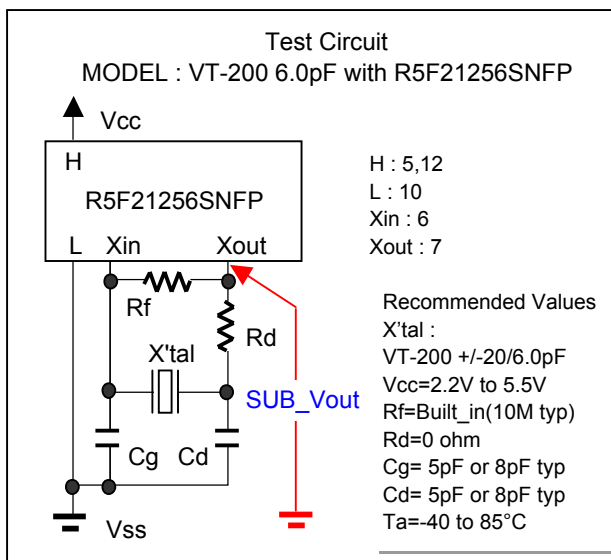 Test Circuit
MODEL : VT-200 6.0pF with R5F21256SNFP
Vcc
H
R5F21256SNFP
L Xin Xout
H : 5,12
L : 10
Xin : 6
Xout : 7
Rf
Rd
X'tal
SUB_Vout
Cg Cd
Vss
Recommended Values
X'tal :
VT-200 +/-20/6.0pF
Vcc=2.2V to 5.5V
Rf=Built_in(10M typ)
Rd=0 ohm
Cg= 5pF or 8pF typ
Cd= 5pF or 8pF typ
Ta=-40 to 85°C